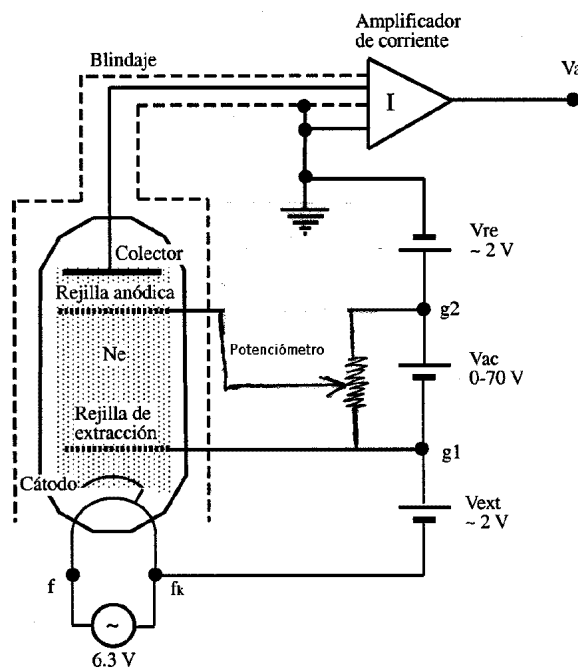 Amplificador
de corriente
Va
Blindaje
I
Colector
Rejilla anódica
Vre
~ 2 V
g2
Potenciómetro
Ne
Vac
0-70 V
Rejilla de
extracción
g1
Cátodo
Vext
~ 2 V
f
fk
~
6.3 V